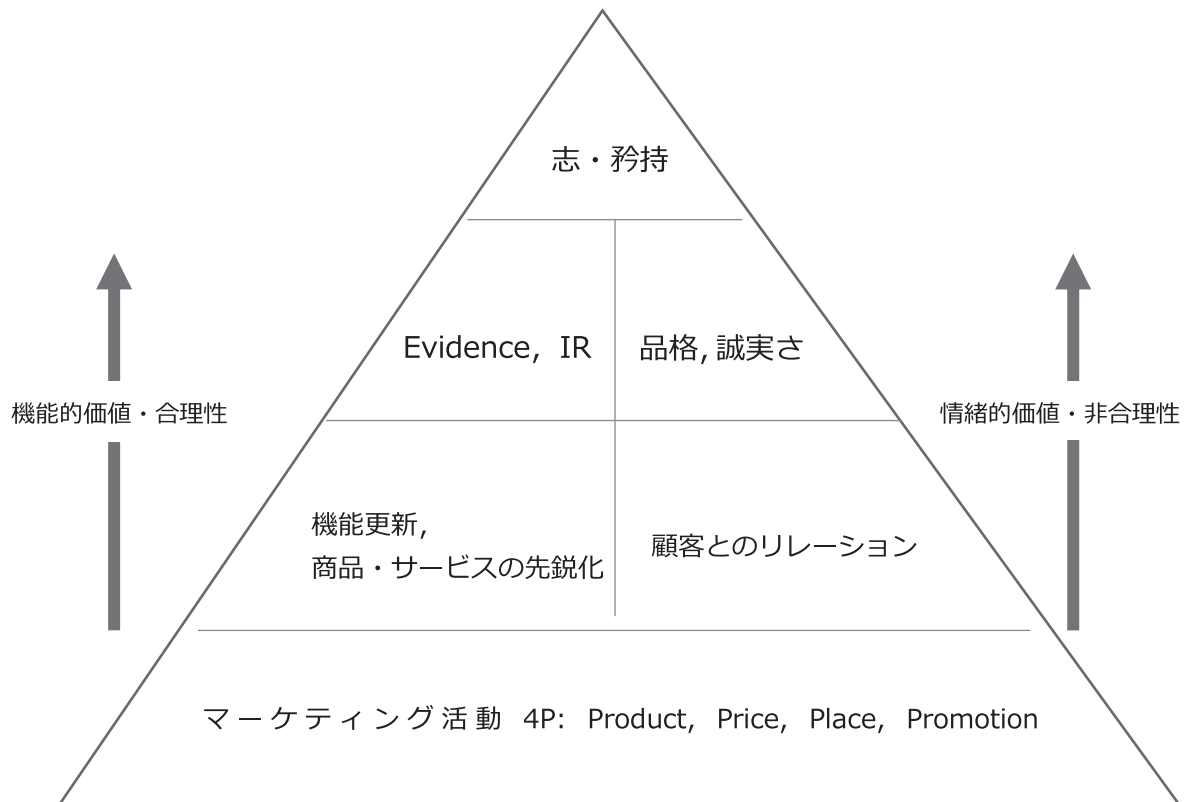 志・矜持
Evidence, IR
品格, 誠実さ
機能的価値・合理性
情緒的価値・非合理性
機能更新,
商品・サービスの先鋭化
顧客とのリレーション
マーケティング活動 4P: Product, Price, Place, Promotion